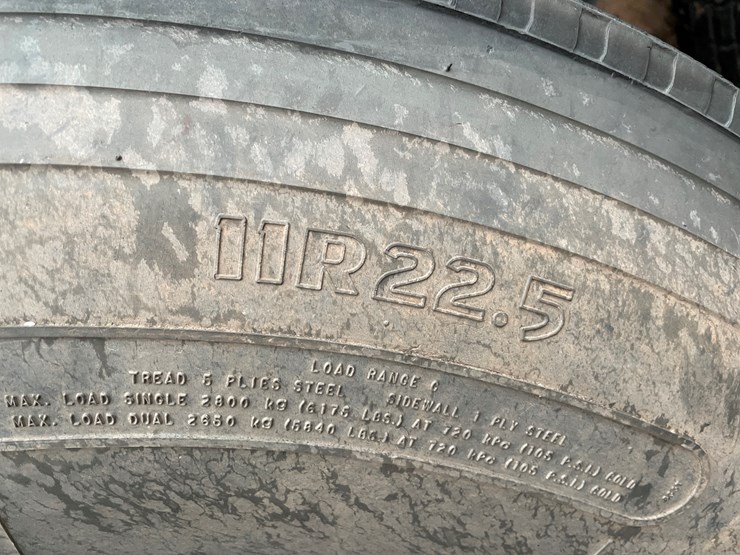 11R22.5
LOAD RANGE G
TREAD 5 PLIES STEEL SIDEWALL 1 PLY STEEL
MAX. LOAD SINGLE 2800 kg (6175 LBS.) AT 720 kPa (105 P.S.I.) COLD
MAX. LOAD DUAL 2650 kg (5840 LBS.) AT 720 kPa (105 P.S.I.) COLD